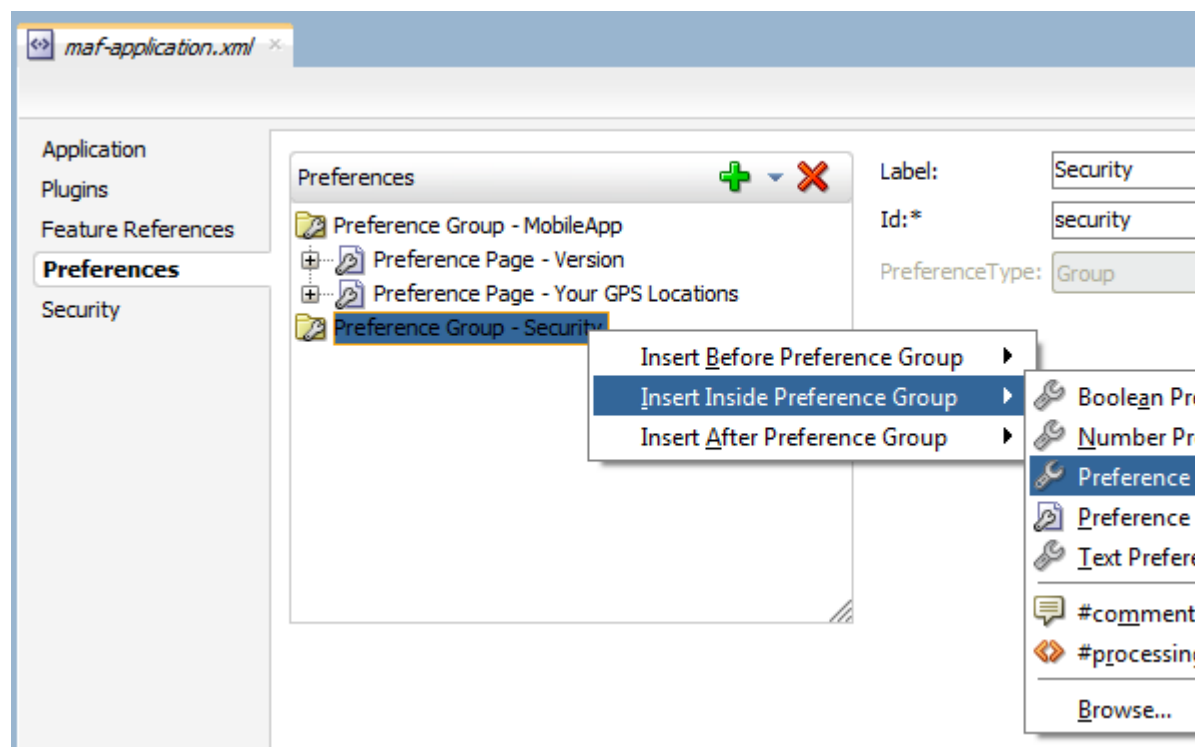 maf-application.xml
Application
Plugins
Feature References
Preferences
Security
Preferences
Preference Group - MobileApp
Preference Page - Version
Preference Page - Your GPS Locations
Preference Group - Security
Label: Security
Id:* security
PreferenceType: Group
Insert Before Preference Group
Insert Inside Preference Group
Insert After Preference Group
Boolean Pr
Number Pr
Preference
Preference
Text Prefer
#comment
#processing
Browse...